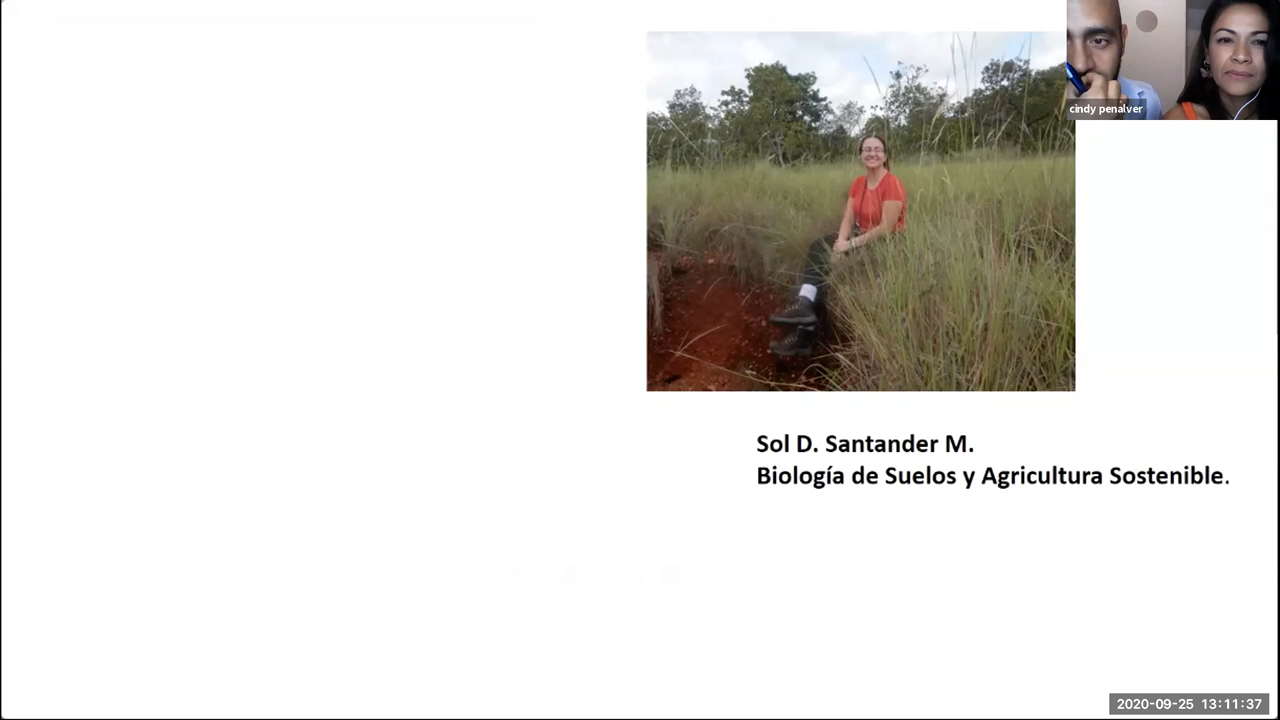 cindy penalver
Sol D. Santander M.
Biología de Suelos y Agricultura Sostenible.
2020-09-25 13:11:37